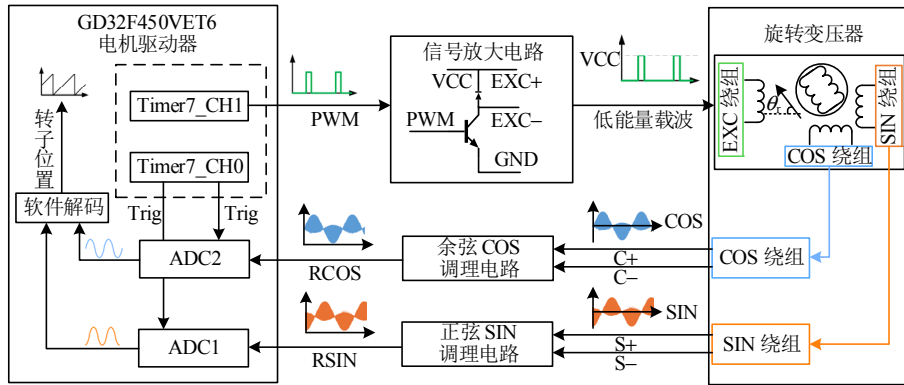 GD32F450VET6
电机驱动器
Timer7_CH1
Timer7_CH0
Trig
Trig
转子位置
软件解码
ADC2
ADC1
PWM
信号放大电路
VCC
EXC+
EXC−
PWM
GND
VCC
低能量载波
旋转变压器
EXC 绕组
θ
SIN 绕组
COS 绕组
RCOS
余弦 COS
调理电路
COS
C+
C−
COS 绕组
RSIN
正弦 SIN
调理电路
SIN
S+
S−
SIN 绕组